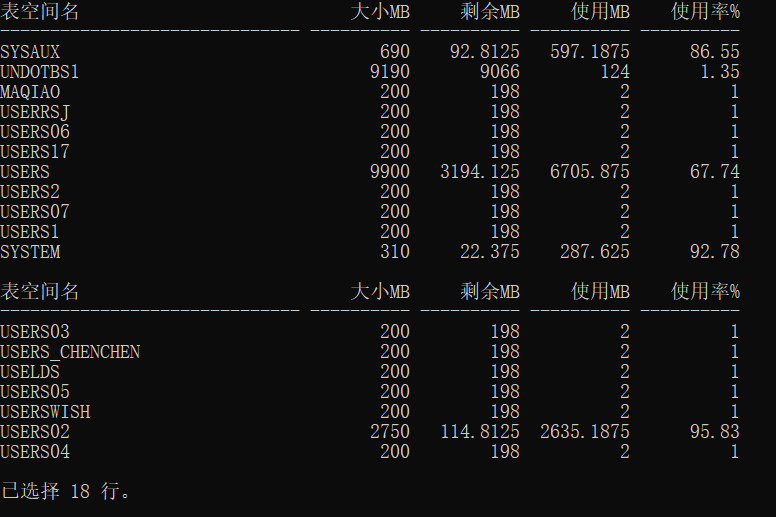 表空间名 大小MB 剩余MB 使用MB 使用率%
------------------------------ ---------- ---------- ---------- ----------
SYSAUX 690 92.8125 597.1875 86.55
UNDOTBS1 9190 9066 124 1.35
MAQIAO 200 198 2 1
USERRSJ 200 198 2 1
USERS06 200 198 2 1
USERS17 200 198 2 1
USERS 9900 3194.125 6705.875 67.74
USERS2 200 198 2 1
USERS07 200 198 2 1
USERS1 200 198 2 1
SYSTEM 310 22.375 287.625 92.78
表空间名 大小MB 剩余MB 使用MB 使用率%
------------------------------ ---------- ---------- ---------- ----------
USERS03 200 198 2 1
USERS_CHENCHEN 200 198 2 1
USELDS 200 198 2 1
USERS05 200 198 2 1
USERSWISH 200 198 2 1
USERS02 2750 114.8125 2635.1875 95.83
USERS04 200 198 2 1
已选择 18 行。